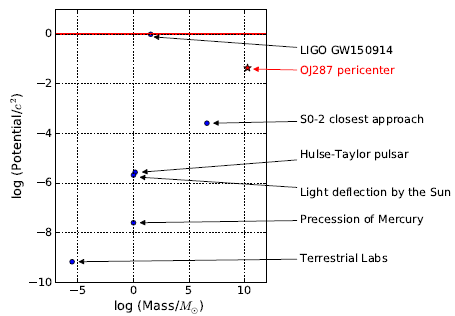 0
LIGO GW150914
OJ287 pericenter
−2
S0-2 closest approach
−4
Hulse-Taylor pulsar
−6
Light deflection by the Sun
Precession of Mercury
−8
Terrestrial Labs
−10
−5 0 5 10
log (Mass/M⊙)
log (Potential/c²)